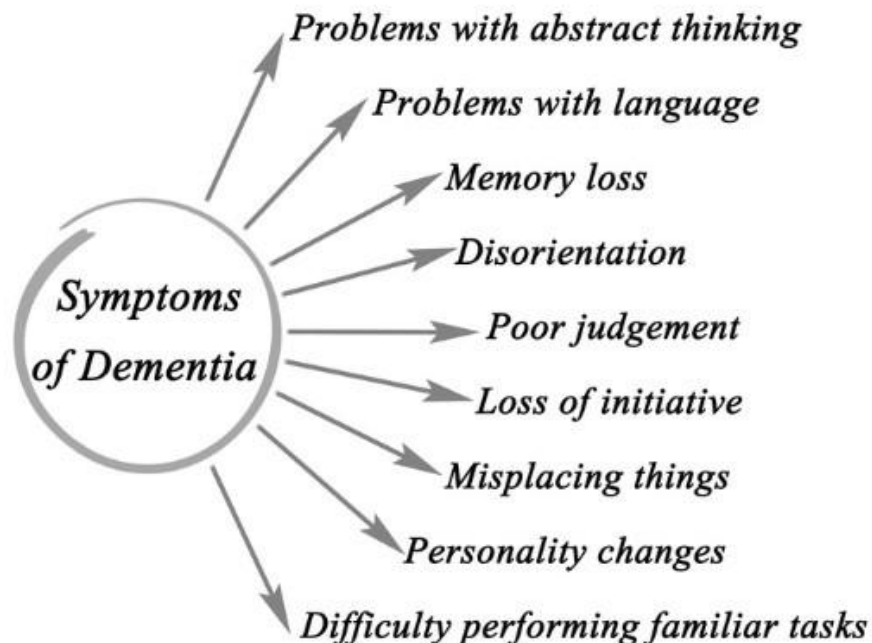 Problems with abstract thinking
Problems with language
Memory loss
Disorientation
Symptoms
of Dementia
Poor judgement
Loss of initiative
Misplacing things
Personality changes
Difficulty performing familiar tasks